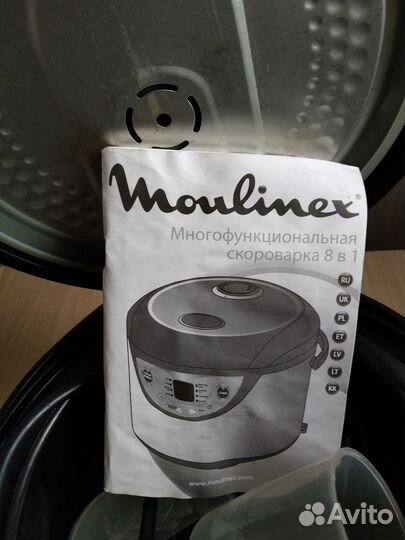 Moulinex®
Многофункциональная
скороварка 8 в 1
RU
UK
PL
ET
LV
LT
KK
www.moulinex.com
Avito